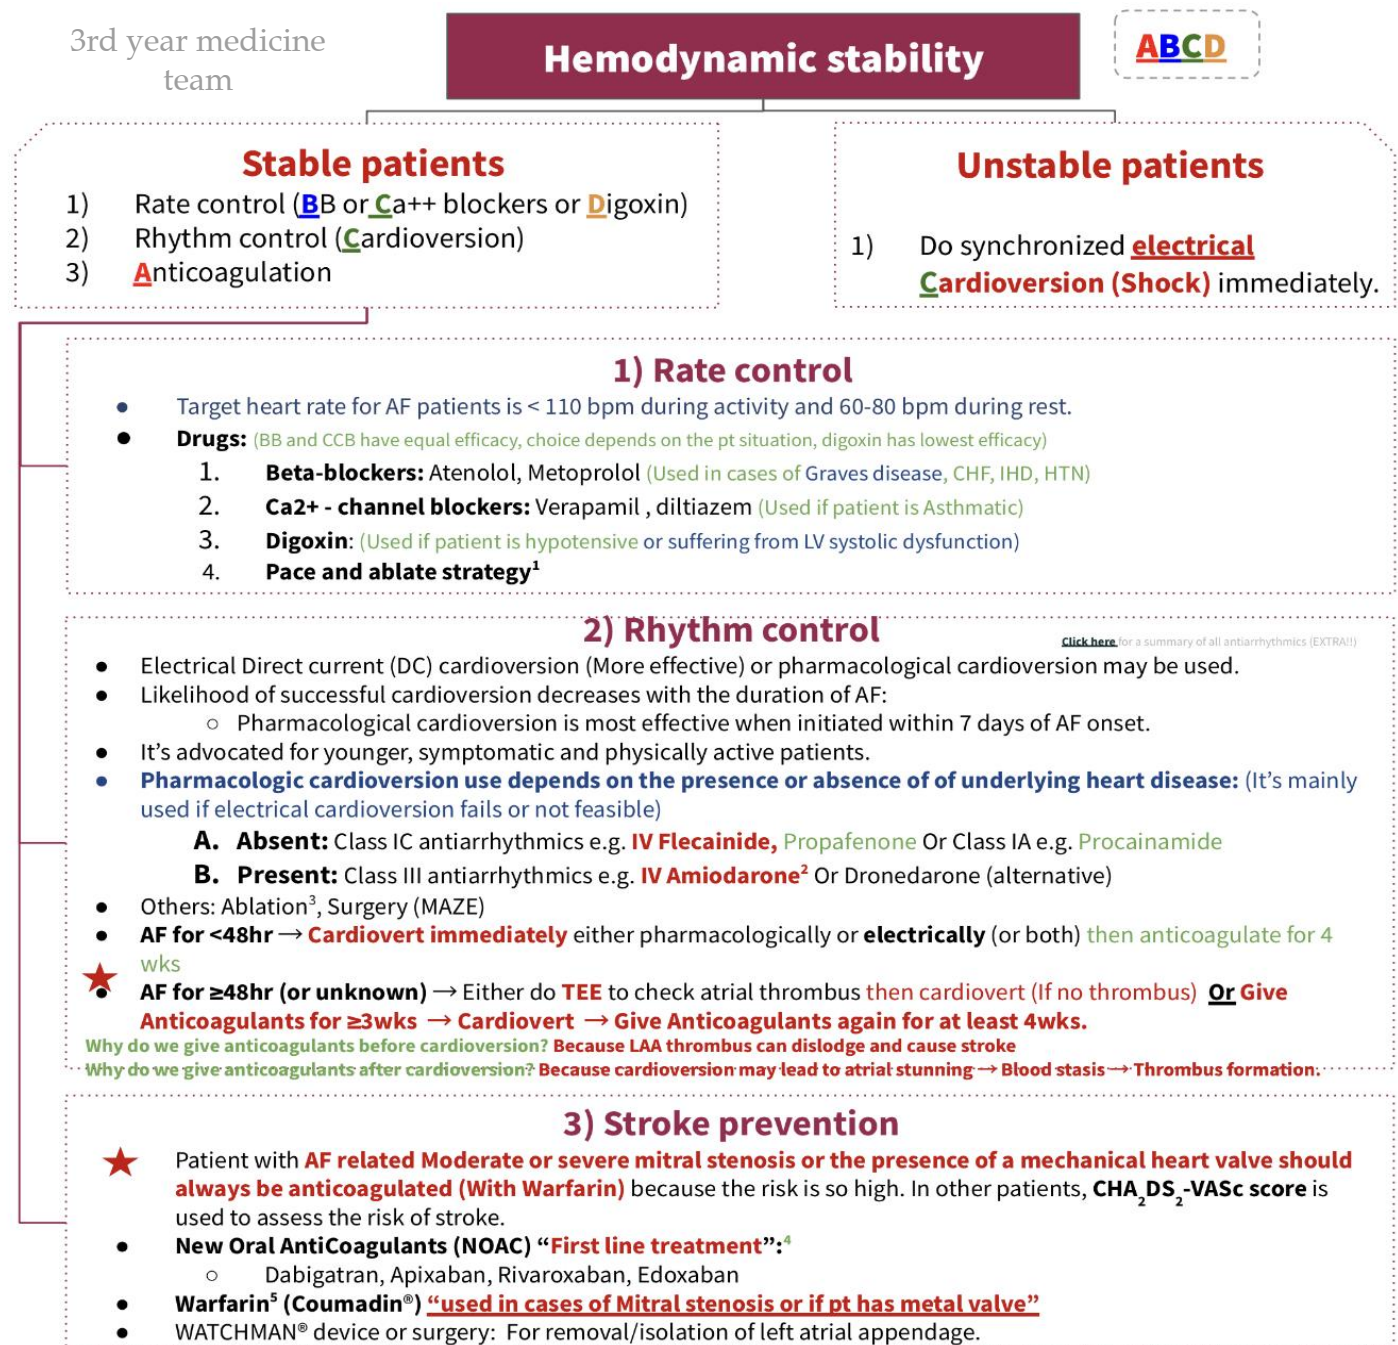 3rd year medicine
team
Hemodynamic stability
ABCD
Stable patients
1) Rate control (BB or Ca++ blockers or Digoxin)
2) Rhythm control (Cardioversion)
3) Anticoagulation
Unstable patients
1) Do synchronized electrical
Cardioversion (Shock) immediately.
1) Rate control
● Target heart rate for AF patients is < 110 bpm during activity and 60-80 bpm during rest.
● Drugs: (BB and CCB have equal efficacy, choice depends on the pt situation, digoxin has lowest efficacy)
1. Beta-blockers: Atenolol, Metoprolol (Used in cases of Graves disease, CHF, IHD, HTN)
2. Ca2+ - channel blockers: Verapamil , diltiazem (Used if patient is Asthmatic)
3. Digoxin: (Used if patient is hypotensive or suffering from LV systolic dysfunction)
4. Pace and ablate strategy¹
2) Rhythm control
Click here for a summary of all antiarrhythmics (EXTRA!!)
● Electrical Direct current (DC) cardioversion (More effective) or pharmacological cardioversion may be used.
● Likelihood of successful cardioversion decreases with the duration of AF:
○ Pharmacological cardioversion is most effective when initiated within 7 days of AF onset.
● It's advocated for younger, symptomatic and physically active patients.
● Pharmacologic cardioversion use depends on the presence or absence of of underlying heart disease: (It's mainly
used if electrical cardioversion fails or not feasible)
A. Absent: Class IC antiarrhythmics e.g. IV Flecainide, Propafenone Or Class IA e.g. Procainamide
B. Present: Class III antiarrhythmics e.g. IV Amiodarone² Or Dronedarone (alternative)
● Others: Ablation³, Surgery (MAZE)
● AF for <48hr → Cardiovert immediately either pharmacologically or electrically (or both) then anticoagulate for 4
wks
● AF for ≥48hr (or unknown) → Either do TEE to check atrial thrombus then cardiovert (If no thrombus) Or Give
Anticoagulants for ≥3wks → Cardiovert → Give Anticoagulants again for at least 4wks.
Why do we give anticoagulants before cardioversion? Because LAA thrombus can dislodge and cause stroke
Why do we give anticoagulants after cardioversion? Because cardioversion may lead to atrial stunning → Blood stasis → Thrombus formation.
3) Stroke prevention
Patient with AF related Moderate or severe mitral stenosis or the presence of a mechanical heart valve should
always be anticoagulated (With Warfarin) because the risk is so high. In other patients, CHA₂DS₂-VASc score is
used to assess the risk of stroke.
● New Oral AntiCoagulants (NOAC) “First line treatment”:⁴
○ Dabigatran, Apixaban, Rivaroxaban, Edoxaban
● Warfarin⁵ (Coumadin®) “used in cases of Mitral stenosis or if pt has metal valve”
● WATCHMAN® device or surgery: For removal/isolation of left atrial appendage.